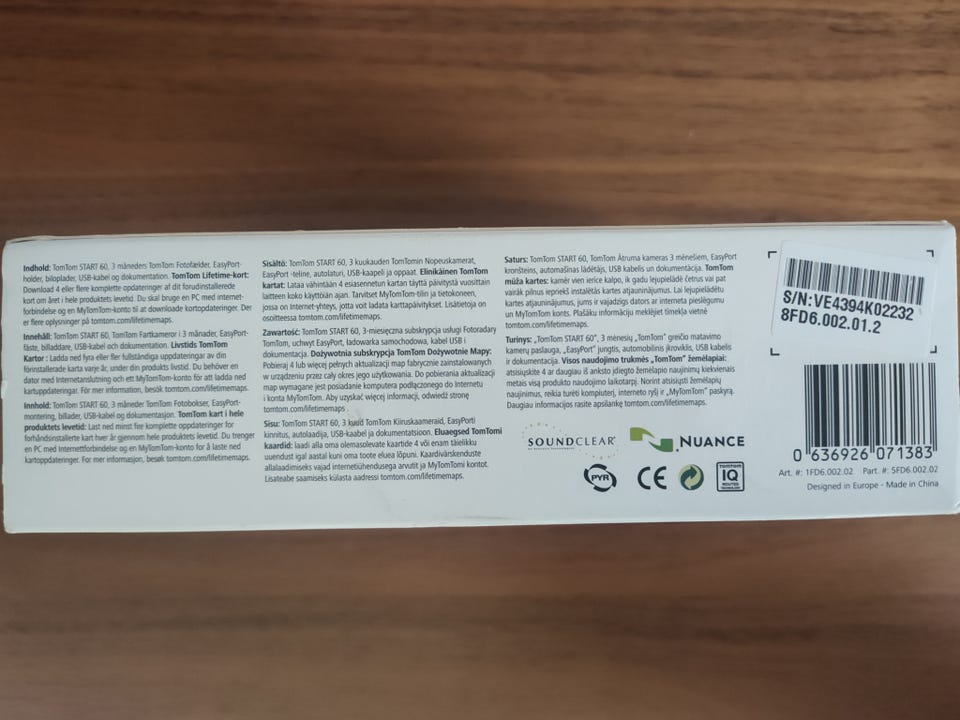 Indhold: TomTom START 60, 3 måneders TomTom Fotofælder, EasyPort-
holder, biloplader, USB-kabel og dokumentation. TomTom Lifetime-kort:
Download 4 eller flere komplette opdateringer af dit forudinstallerede
kort om året i hele produktets levetid. Du skal bruge en PC med internet-
forbindelse og en MyTomTom-konto til at downloade kortopdateringer. Der
er flere oplysninger på tomtom.com/lifetimemaps.
Innehåll: TomTom START 60, TomTom Fartkameror i 3 månader, EasyPort-
fäste, billaddare, USB-kabel och dokumentation. Livstids TomTom
Kartor : Ladda ned fyra eller fler fullständiga uppdateringar av din
förinstallerade karta varje år, under din produkts livstid. Du behöver en
dator med Internetanslutning och ett MyTomTom-konto för att ladda ned
kartuppdateringar. För mer information, besök tomtom.com/lifetimemaps.
Innhold: TomTom START 60, 3 måneder TomTom Fotobokser, EasyPort-
montering, billader, USB-kabel og dokumentasjon. TomTom kart i hele
produktets levetid: Last ned minst fire komplette oppdateringer for
forhåndsinstallerte kart hver år gjennom hele produktets levetid. Du trenger
en PC med Internettforbindelse og en MyTomTom-konto for å laste ned
kartoppdateringer. For mer informasjon, besøk tomtom.com/lifetimemaps.
Sisältö: TomTom START 60, 3 kuukauden TomTomin Nopeuskamerat,
EasyPort -teline, autolaturi, USB-kaapeli ja oppaat. Elinikäinen TomTom
kartat: Lataa vähintään 4 esiasennetun kartan täyttä päivitystä vuosittain
laitteen koko käyttöiän ajan. Tarvitset MyTomTom-tilin ja tietokoneen,
jossa on Internet-yhteys, jotta voit ladata karttapäivitykset. Lisätietoja on
osoitteessa tomtom.com/lifetimemaps.
Zawartość: TomTom START 60, 3-miesięczna subskrypcja usługi Fotoradary
TomTom, uchwyt EasyPort, ładowarka samochodowa, kabel USB i
dokumentacja. Dożywotnia subskrypcja TomTom Dożywotnie Mapy:
Pobieraj 4 lub więcej pełnych aktualizacji map fabrycznie zainstalowanych
w urządzeniu przez cały okres jego użytkowania. Do pobierania aktualizacji
map wymagane jest posiadanie komputera podłączonego do Internetu
i konta MyTomTom. Aby uzyskać więcej informacji, odwiedź stronę
tomtom.com/lifetimemaps .
Sisu: TomTom START 60, 3 kuud TomTom Kiiruskaameraid, EasyPorti
kinnitus, autolaadija, USB-kaabel ja dokumentatsioon. Eluaegsed TomTomi
kaardid: laadi alla oma olemasolevate kaartide 4 või enam täielikku
uuendust igal aastal kuni oma toote eluea lõpuni. Kaardivärskenduste
allalaadimiseks vajad internetiühendusega arvutit ja MyTomTomi kontot.
Lisateabe saamiseks külasta aadressi tomtom.com/lifetimemaps.
Saturs: TomTom START 60, TomTom Ātruma kameras 3 mēnešiem, EasyPort
kronšteins, automašīnas lādētājs, USB kabelis un dokumentācija. TomTom
mūža kartes: kamēr vien ierīce kalpo, ik gadu lejupielādē četrus vai pat
vairāk pilnus iepriekš instalētās kartes atjauninājumus. Lai lejupielādētu
kartes atjauninājumus, jums ir vajadzīgs dators ar interneta pieslēgumu
un MyTomTom konts. Plašāku informāciju meklējiet tīmekļa vietnē
tomtom.com/lifetimemaps.
Turinys: „TomTom START 60“, 3 mėnesių „TomTom“ greičio matavimo
kamerų paslauga, „EasyPort“ jungtis, automobilinis įkroviklis, USB kabelis
ir dokumentacija. Visos naudojimo trukmės „TomTom“ žemėlapiai:
atsisiųskite 4 ar daugiau iš anksto įdiegto žemėlapio naujinimų kiekvienais
metais visą produkto naudojimo laikotarpį. Norint atsisiųsti žemėlapių
naujinimus, reikia turėti kompiuterį, interneto ryšį ir „MyTomTom“ paskyrą.
Daugiau informacijos rasite apsilankę tomtom.com/lifetimemaps.
SOUNDCLEAR
NUANCE
PYR
CE
TomTom
IQ
ROUTES
TECHNOLOGY
S/N:VE4394K02232
8FD6.002.01.2
0 636926 071383
Art. #: 1FD6.002.02 Part. #: 5FD6.002.02
Designed in Europe - Made in China